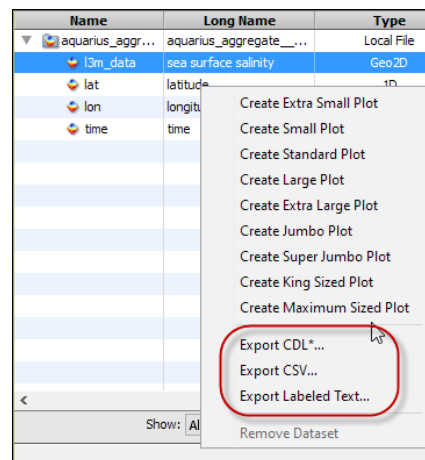 Name Long Name Type
aquarius_aggr... aquarius_aggregate__... Local File
l3m_data sea surface salinity Geo2D
lat latitude 1D
lon
time time
Create Extra Small Plot
Create Small Plot
Create Standard Plot
Create Large Plot
Create Extra Large Plot
Create Jumbo Plot
Create Super Jumbo Plot
Create King Sized Plot
Create Maximum Sized Plot
Export CDL*...
Export CSV...
Export Labeled Text...
Remove Dataset
Show: